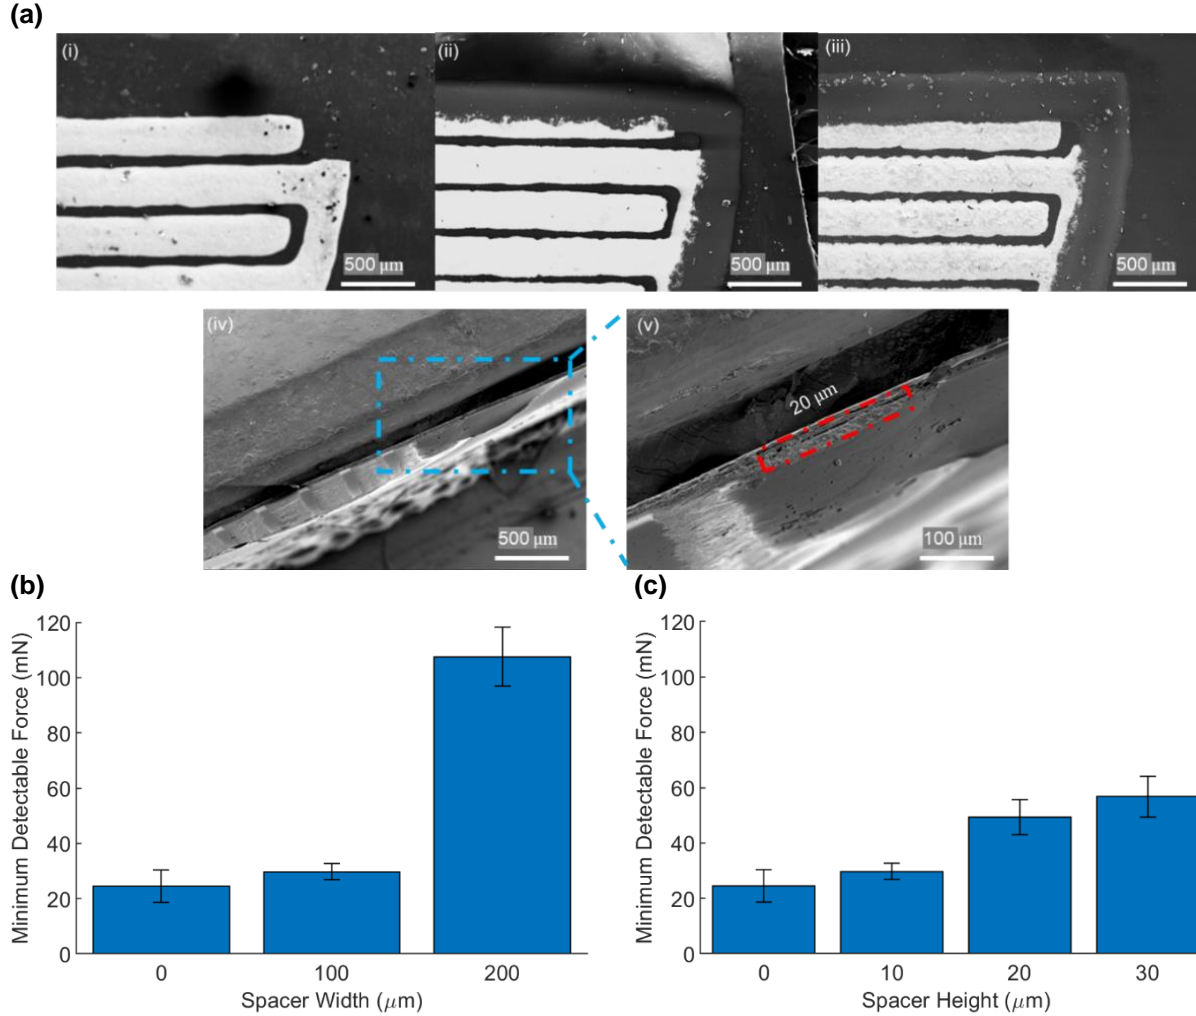 (a)
(i)
(ii)
(iii)
500 μm
500 μm
500 μm
(iv)
(v)
20 μm
500 μm
100 μm
(b)
(c)
Minimum Detectable Force (mN)
120
100
80
60
40
20
0
0
100
200
Spacer Width (μm)
Minimum Detectable Force (mN)
120
100
80
60
40
20
0
0
10
20
30
Spacer Height (μm)